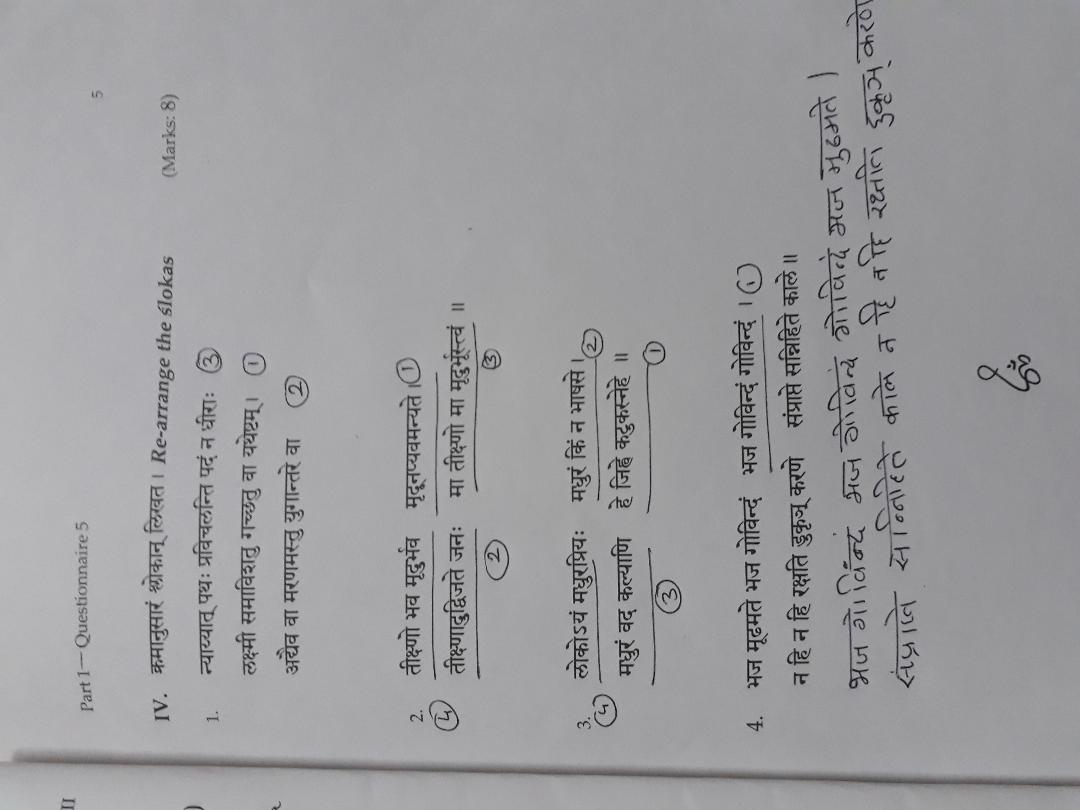 II
Part 1—Questionnaire 5
5
IV. क्रमानुसारं श्लोकान् लिखत। Re-arrange the ślokas (Marks: 8)
1. न्याय्यात् पथः प्रविचलन्ति पदं न धीराः 3
लक्ष्मी समाविशतु गच्छतु वा यथेष्टम्। 1
अद्यैव वा मरणमस्तु युगान्तरे वा 2
2. तीक्ष्णो भव मृदुर्भव मृदूनप्यवमन्यते। 1
4 तीक्ष्णादुद्विजते जनः मा तीक्ष्णो मा मृदुर्भूस्त्वं ॥
2 3
3. लोकोऽयं मधुरप्रियः मधुरं किं न भाषसे। 2
4 मधुरं वद कल्याणि हे जिह्वे कटुकस्नेहे ॥
3 1
4. भज मूढमते भज गोविन्दं भज गोविन्दं गोविन्दं । 1
न हि न हि रक्षति डुकृञ् करणे संप्राप्ते सन्निहिते काले॥
भज गोविंन्दं भज गोविन्दं गोविन्दं भज मुढमते |
संप्राप्ते सन्निहिते काले न हि न हि रक्षति डुकृञ् करणे
ॐ